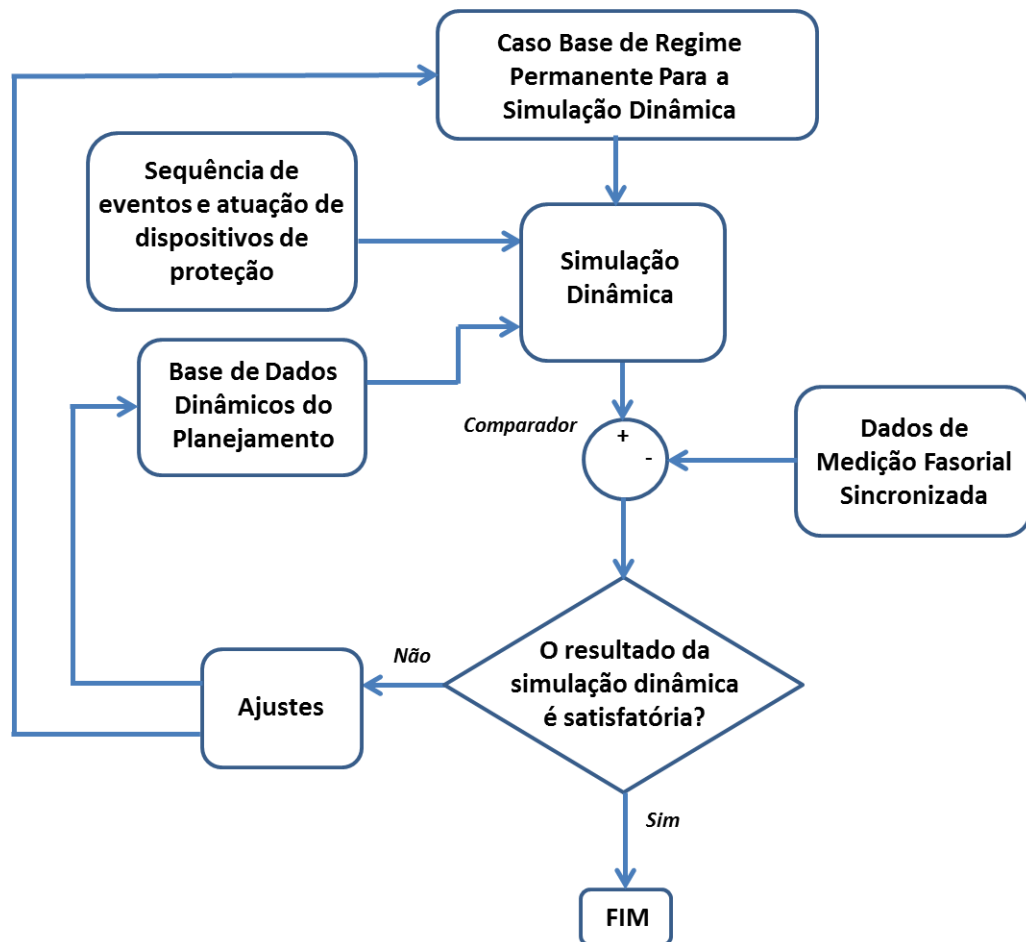 Caso Base de Regime
Permanente Para a
Simulação Dinâmica
Sequência de
eventos e atuação de
dispositivos de
proteção
Simulação
Dinâmica
Base de Dados
Dinâmicos do
Planejamento
Comparador
+
-
Dados de
Medição Fasorial
Sincronizada
Não
O resultado da
simulação dinâmica
é satisfatória?
Ajustes
Sim
FIM